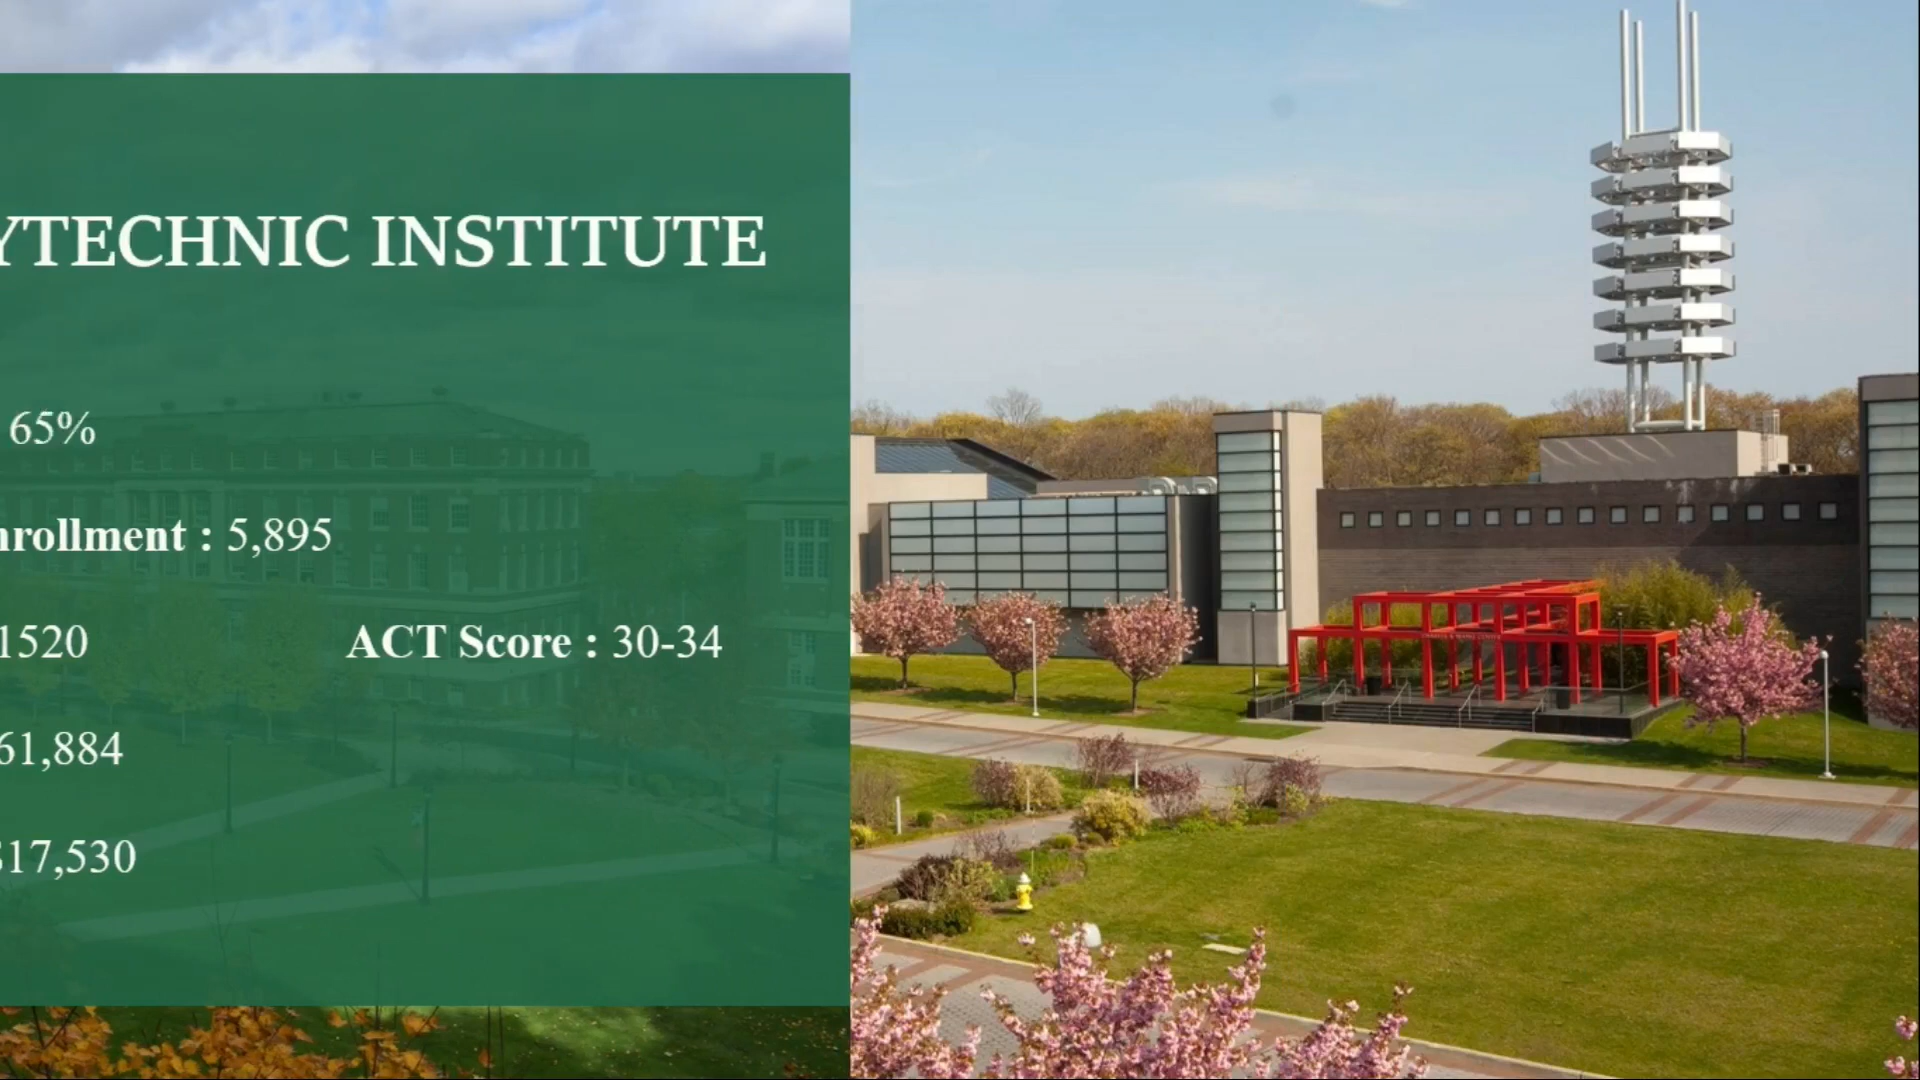 YTECHNIC INSTITUTE
65%
nrollment : 5,895
1520 ACT Score : 30-34
61,884
$17,530